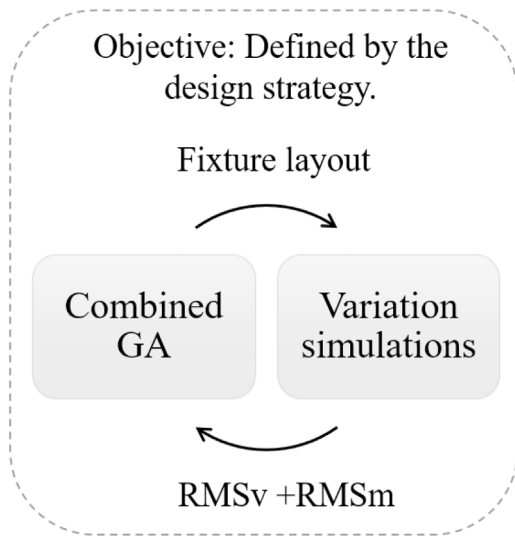 Objective: Defined by the
design strategy.
Fixture layout
Combined
GA
Variation
simulations
RMSv +RMSm